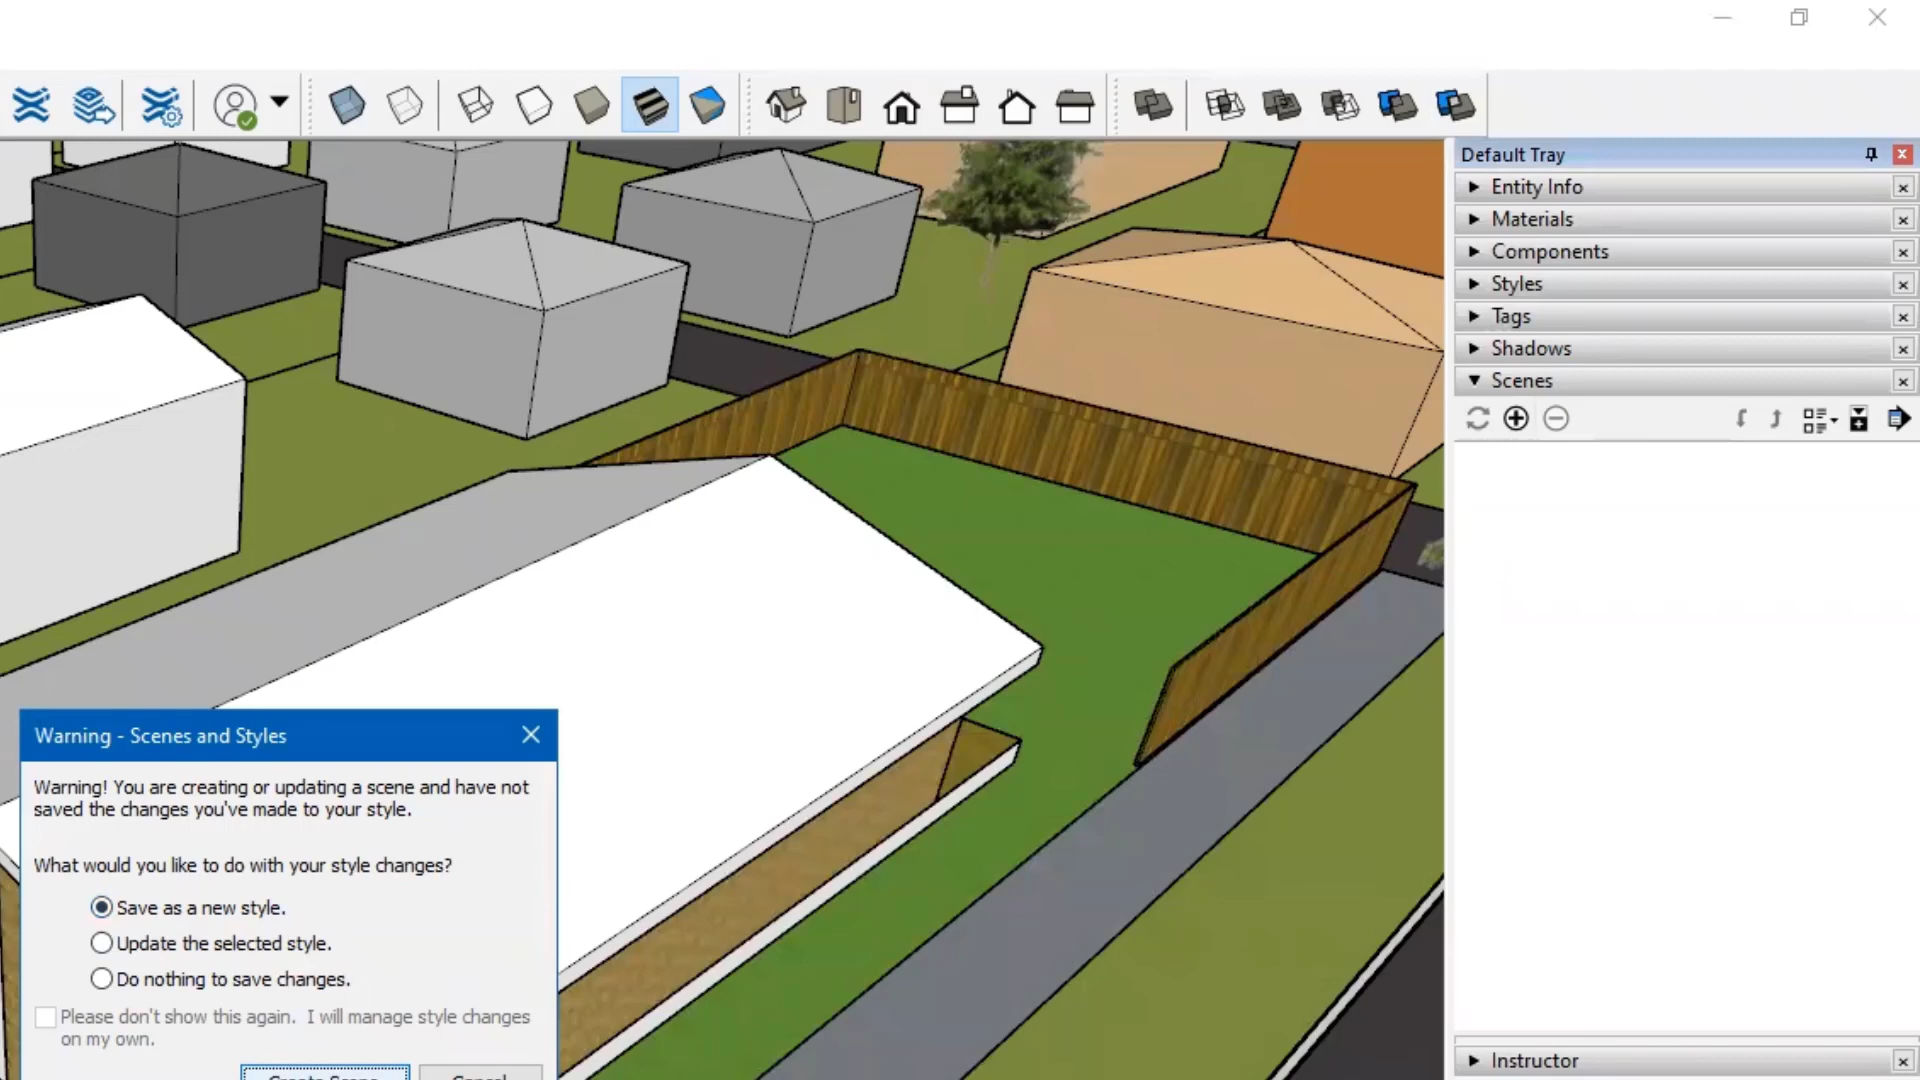 Default Tray
Entity Info
Materials
Components
Styles
Tags
Shadows
Scenes
Warning - Scenes and Styles
Warning! You are creating or updating a scene and have not
saved the changes you've made to your style.
What would you like to do with your style changes?
Save as a new style.
Update the selected style.
Do nothing to save changes.
Please don't show this again.  I will manage style changes
on my own.
Create Scene
Cancel
Instructor